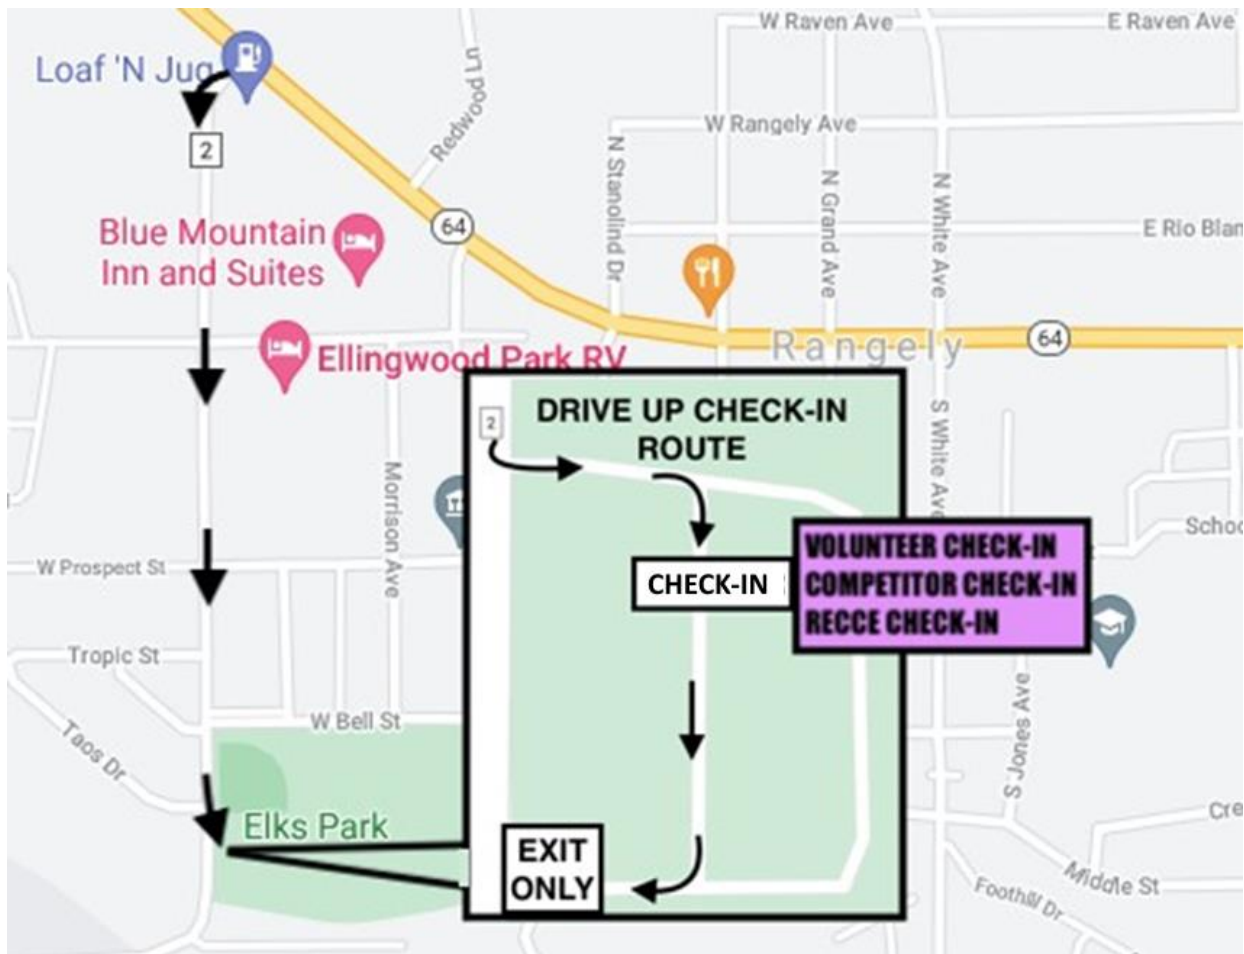 W Raven Ave
E Raven Ave
Loaf 'N Jug
Redwood Ln
W Rangely Ave
2
N Stanolind Dr
N Grand Ave
N White Ave
Blue Mountain
Inn and Suites
64
E Rio Blan
Rangely
64
Ellingwood Park RV
DRIVE UP CHECK-IN
ROUTE
2
S White Ave
Morrison Ave
Schoo
VOLUNTEER CHECK-IN
COMPETITOR CHECK-IN
RECCE CHECK-IN
CHECK-IN
W Prospect St
Tropic St
W Bell St
Taos Dr
S Jones Ave
Elks Park
EXIT
ONLY
Cre
Middle St
Foothill Dr